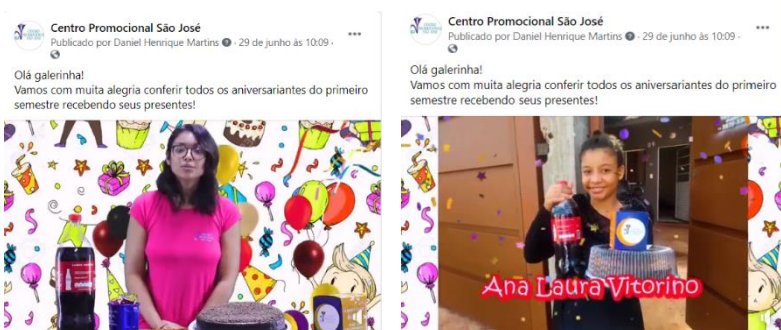 Centro Promocional São José
Publicado por Daniel Henrique Martins · 29 de junho às 10:09 ·
Olá galerinha!
Vamos com muita alegria conferir todos os aniversariantes do primeiro
semestre recebendo seus presentes!
Centro Promocional São José
Publicado por Daniel Henrique Martins · 29 de junho às 10:09 ·
Olá galerinha!
Vamos com muita alegria conferir todos os aniversariantes do primeiro
semestre recebendo seus presentes!
Ana Laura Vitorino